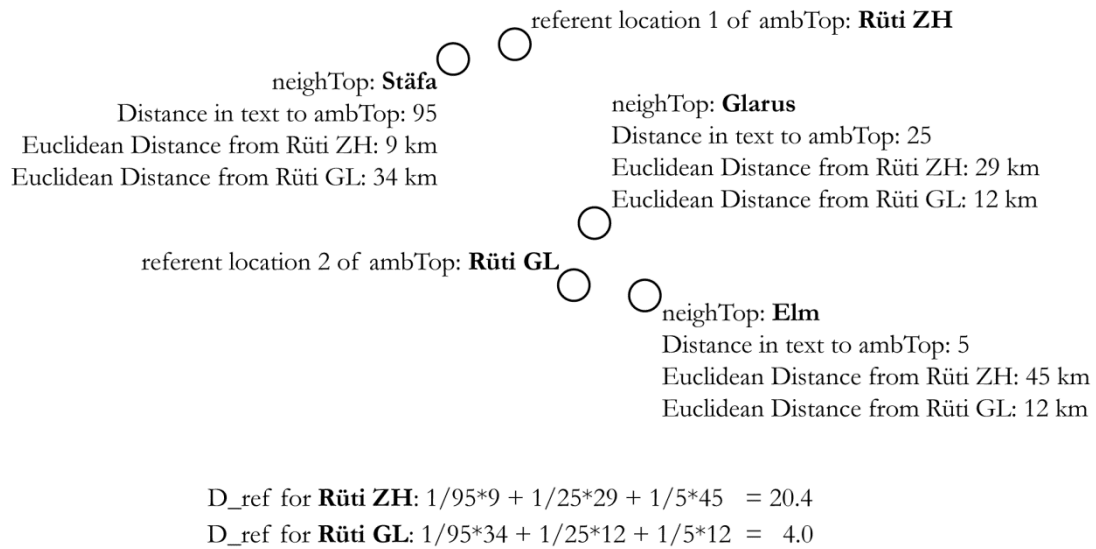 referent location 1 of ambTop: Rüti ZH
neighTop: Stäfa
Distance in text to ambTop: 95
Euclidean Distance from Rüti ZH: 9 km
Euclidean Distance from Rüti GL: 34 km
neighTop: Glarus
Distance in text to ambTop: 25
Euclidean Distance from Rüti ZH: 29 km
Euclidean Distance from Rüti GL: 12 km
referent location 2 of ambTop: Rüti GL
neighTop: Elm
Distance in text to ambTop: 5
Euclidean Distance from Rüti ZH: 45 km
Euclidean Distance from Rüti GL: 12 km
D_ref for Rüti ZH: 1/95*9 + 1/25*29 + 1/5*45 = 20.4
D_ref for Rüti GL: 1/95*34 + 1/25*12 + 1/5*12 = 4.0